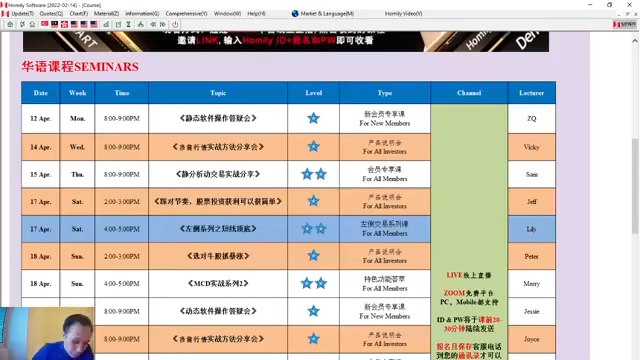 Homily Software [2022-02-14] - [Course]
Update(T) Quotes(G) Chart(Z) Information(M) Comprehensive(Y) Window(W) Help(H) Market & Language(M) Homily Video(V)
START
邀请LINK, 输入Homily ID+姓名和PW即可收看
华语课程SEMINARS
Date Week Time Topic Level Type Channel Lecturer
12 Apr. Mon. 8:00-9:00PM 《静态软件操作答疑会》 新会员专享课 For New Members ZQ
14 Apr. Wed. 8:00-9:00PM 《当前行情实战方法分享会》 产品说明会 For All Investors Vicky
15 Apr. Thu. 8:00-9:00PM 《静分析动交易实战分享》 会员专享课 For All Members Sam
17 Apr. Sat. 2:00-3:00PM 《踩对节奏，股票投资获利可以很简单》 产品说明会 For All Investors Jeff
17 Apr. Sat. 4:00-5:00PM 《左侧系列之短线顶底》 左侧交易系列课 For All Members Lily
18 Apr. Sun. 2:00-3:00PM 《选对牛股抓暴涨》 产品说明会 For All Investors Peter
18 Apr. Sun. 4:00-5:00PM 《MCD实战系列2》 特色功能荟萃 For All Members Merry
Sun. 8:00-9:00PM 《动态软件操作答疑会》 新会员专享课 For New Members Jessie
8:00-9:00PM 《当前行情实战方法分享会》 产品说明会 For All Investors Joyce
LIVE线上直播
ZOOM免费平台
PC, Mobile都支持
ID & PW将于课前20-
30分钟陆续发送
报名且保存客服电话
到您的通讯录才可以